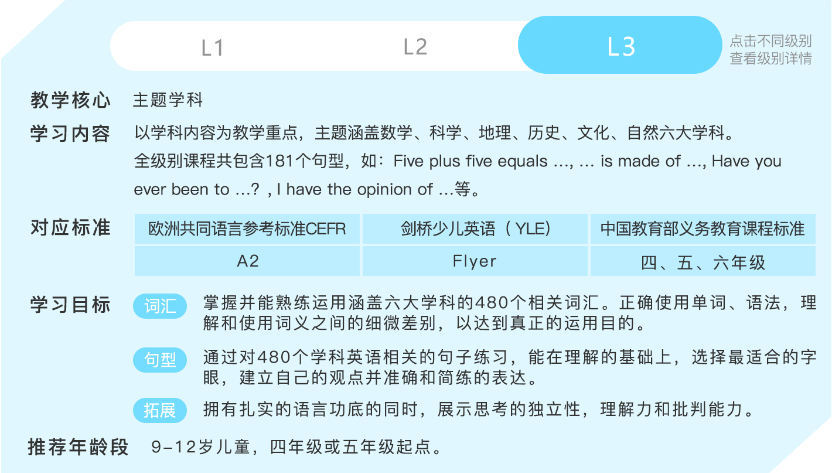 L1 L2 L3 点击不同级别
查看级别详情
教学核心 主题学科
学习内容 以学科内容为教学重点，主题涵盖数学、科学、地理、历史、文化、自然六大学科。
全级别课程共包含181个句型，如：Five plus five equals …, … is made of …, Have you
ever been to …? , I have the opinion of …等。
对应标准 欧洲共同语言参考标准CEFR 剑桥少儿英语（ YLE） 中国教育部义务教育课程标准
A2 Flyer 四、五、六年级
学习目标 词汇 掌握并能熟练运用涵盖六大学科的480个相关词汇。正确使用单词、语法，理
解和使用词义之间的细微差别，以达到真正的运用目的。
句型 通过对480个学科英语相关的句子练习，能在理解的基础上，选择最适合的字
眼，建立自己的观点并准确和简练的表达。
拓展 拥有扎实的语言功底的同时，展示思考的独立性，理解力和批判能力。
推荐年龄段 9-12岁儿童，四年级或五年级起点。